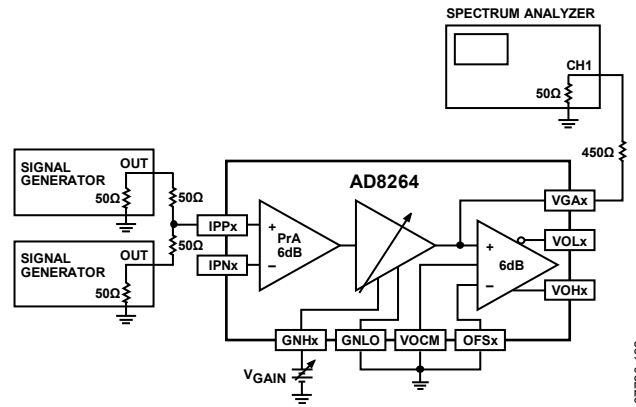 SPECTRUM ANALYZER
CH1
50Ω
450Ω
SIGNAL GENERATOR
OUT
50Ω
50Ω
AD8264
IPPx
+
PrA
6dB
VGAx
50Ω
SIGNAL GENERATOR
OUT
50Ω
IPNx
–
+
6dB
–
VOLx
VOHx
GNHx
GNLO
VOCM
OFSx
VGAIN